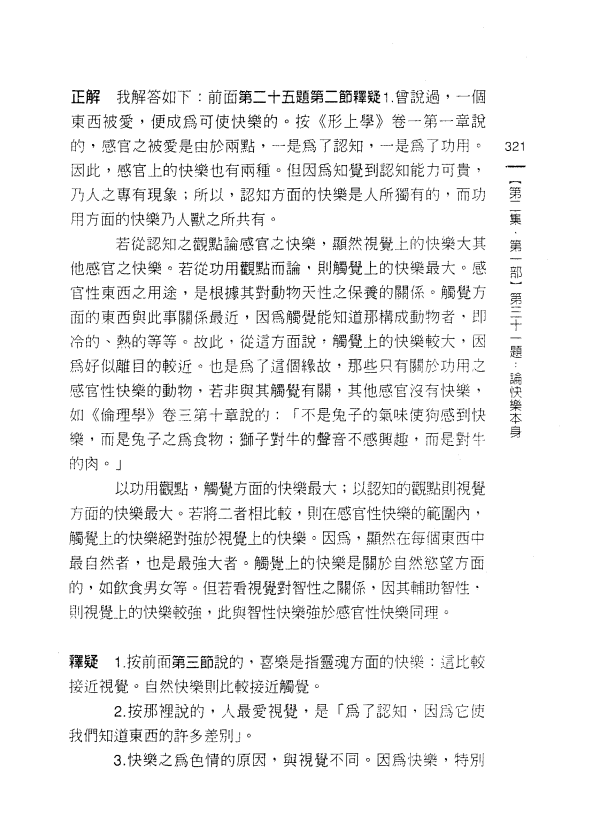 正解　我解答如下：前面第二十五題第二節釋疑1.曾說過，一個
東西被愛，便成爲可使快樂的。按《形上學》卷一第一章說
的，感官之被愛是由於兩點，一是爲了認知，一是爲了功用。
因此，感官上的快樂也有兩種。但因爲知覺到認知能力可貴，
乃人之專有現象；所以，認知方面的快樂是人所獨有的，而功
用方面的快樂乃人獸之所共有。
若從認知之觀點論感官之快樂，顯然視覺上的快樂大其
他感官之快樂。若從功用觀點而論，則觸覺上的快樂最大。感
官性東西之用途，是根據其對動物天性之保養的關係。觸覺方
面的東西與此事關係最近，因爲觸覺能知道那構成動物者，即
冷的、熱的等等。故此，從這方面說，觸覺上的快樂較大，因
爲好似離目的較近。也是爲了這個緣故，那些只有關於功用之
感官性快樂的動物，若非與其觸覺有關，其他感官沒有快樂，
如《倫理學》卷三第十章說的：「不是兔子的氣味使狗感到快
樂，而是兔子之爲食物；獅子對牛的聲音不感興趣，而是對牛
的肉。」
以功用觀點，觸覺方面的快樂最大；以認知的觀點則視覺
方面的快樂最大。若將二者相比較，則在感官性快樂的範圍內，
觸覺上的快樂絕對強於視覺上的快樂。因爲，顯然在每個東西中
最自然者，也是最強大者。觸覺上的快樂是關於自然慾望方面
的，如飲食男女等。但若看視覺對智性之關係，因其輔助智性，
則視覺上的快樂較強，此與智性快樂強於感官性快樂同理。
釋疑　1.按前面第三節說的，喜樂是指靈魂方面的快樂：這比較
接近視覺。自然快樂則比較接近觸覺。
2.按那裡說的，人最愛視覺，是「爲了認知，因爲它使
我們知道東西的許多差別」。
3.快樂之爲色情的原因，與視覺不同。因爲快樂，特別
321
【第二集．第一部】第三十一題：論快樂本身